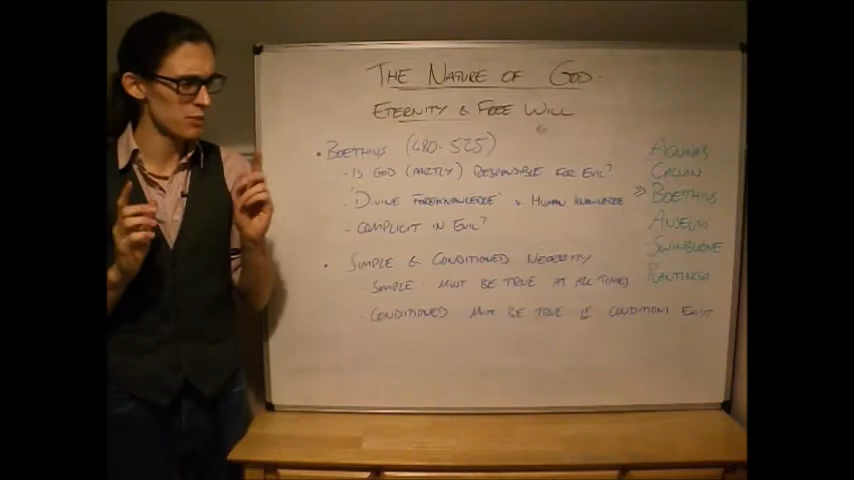 THE NATURE OF GOD
ETERNITY & FREE WILL
• BOETHIUS (480-525)
- IS GOD (PARTLY) RESPONSIBLE FOR EVIL?
- 'DIVINE FOREKNOWLEDGE' v HUMAN KNOWLEDGE
- COMPLICIT IN EVIL?
• SIMPLE & CONDITIONED NECESSITY
- SIMPLE MUST BE TRUE AT ALL TIMES
- CONDITIONED MUST BE TRUE IF CONDITIONS EXIST
AQUINAS
CALVIN
>> BOETHIUS
ANSELM
SWINBURNE
PLANTINGA